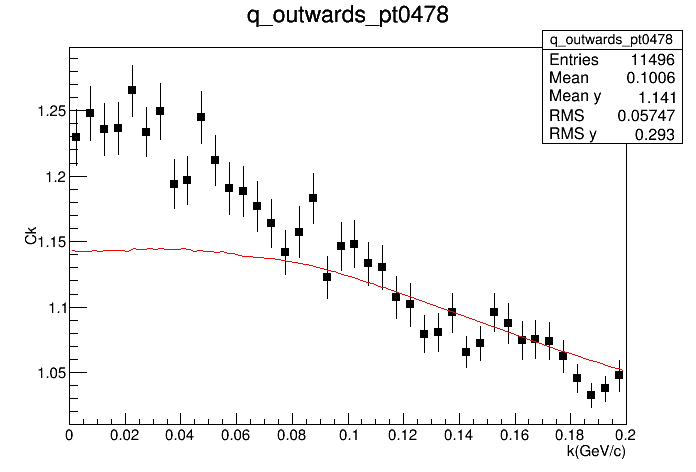 q_outwards_pt0478
q_outwards_pt0478
Entries 11496
Mean 0.1006
Mean y 1.141
RMS 0.05747
RMS y 0.293
1.25
1.2
1.15
1.1
1.05
Ck
0 0.02 0.04 0.06 0.08 0.1 0.12 0.14 0.16 0.18 0.2
k(GeV/c)